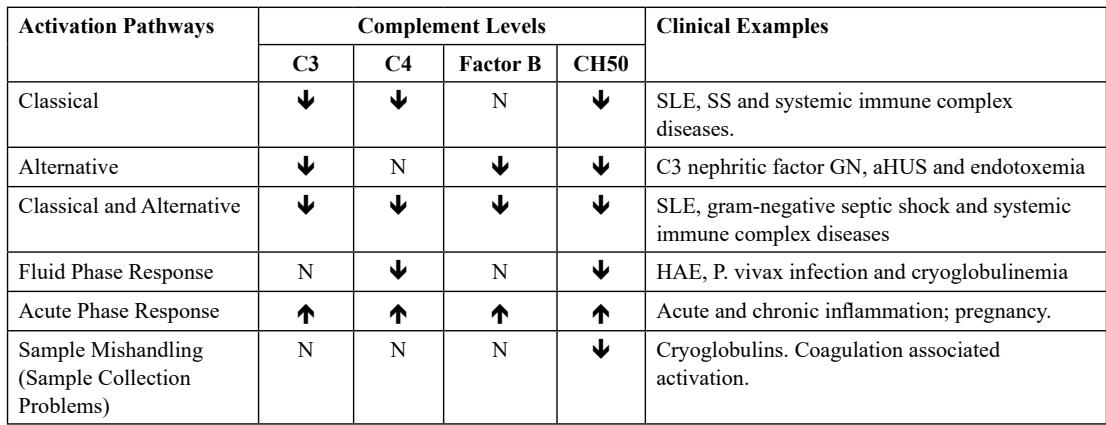 Activation Pathways Complement Levels Clinical Examples
C3 C4 Factor B CH50
Classical 🡻 🡻 N 🡻 SLE, SS and systemic immune complex
diseases.
Alternative 🡻 N 🡻 🡻 C3 nephritic factor GN, aHUS and endotoxemia
Classical and Alternative 🡻 🡻 🡻 🡻 SLE, gram-negative septic shock and systemic
immune complex diseases
Fluid Phase Response N 🡻 N 🡻 HAE, P. vivax infection and cryoglobulinemia
Acute Phase Response 🡹 🡹 🡹 🡹 Acute and chronic inflammation; pregnancy.
Sample Mishandling N N N 🡻 Cryoglobulins. Coagulation associated
(Sample Collection activation.
Problems)